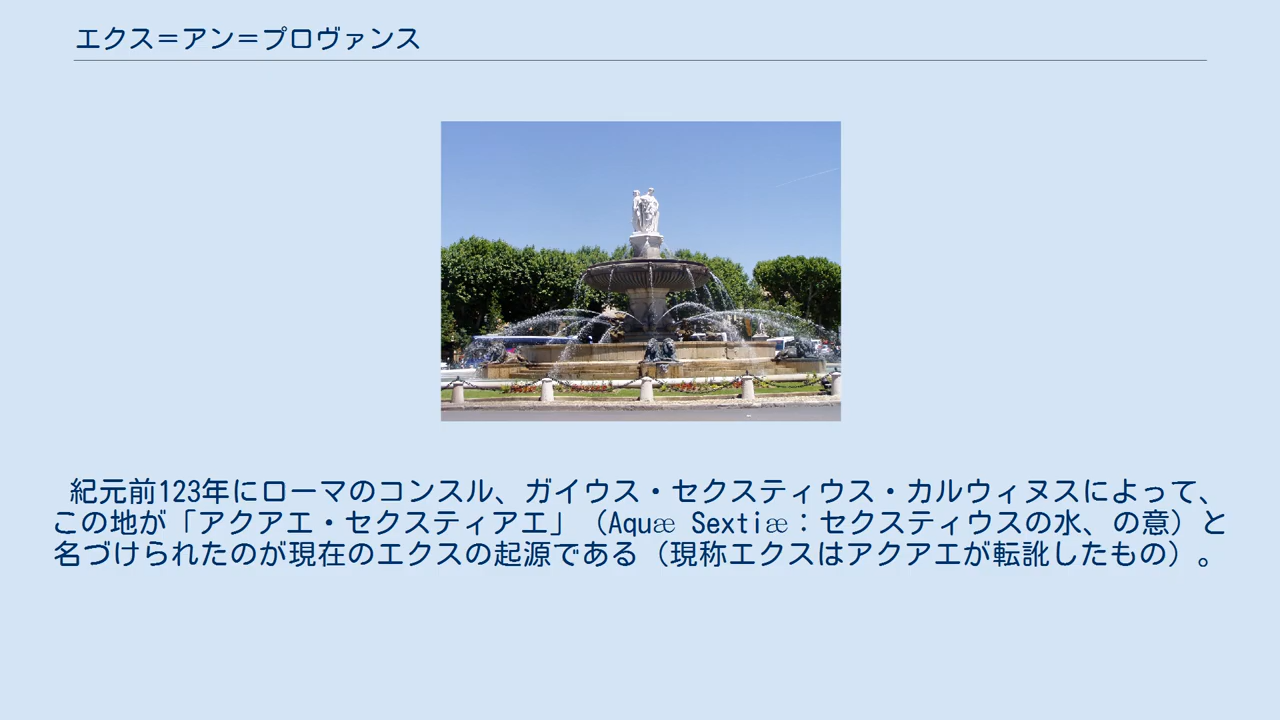 エクス＝アン＝プロヴァンス
紀元前123年にローマのコンスル、ガイウス・セクスティウス・カルウィヌスによって、
この地が「アクアエ・セクスティアエ」（Aquæ Sextiæ：セクスティウスの水、の意）と
名づけられたのが現在のエクスの起源である（現称エクスはアクアエが転訛したもの）。